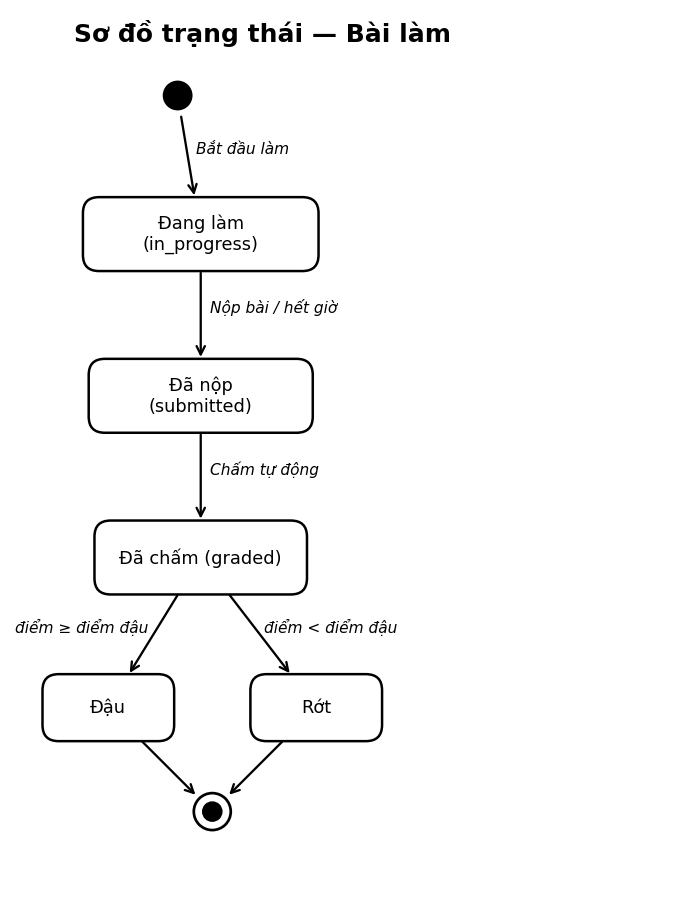 Sơ đồ trạng thái — Bài làm
Bắt đầu làm
Đang làm
(in_progress)
Nộp bài / hết giờ
Đã nộp
(submitted)
Chấm tự động
Đã chấm (graded)
điểm ≥ điểm đậu
điểm < điểm đậu
Đậu
Rớt